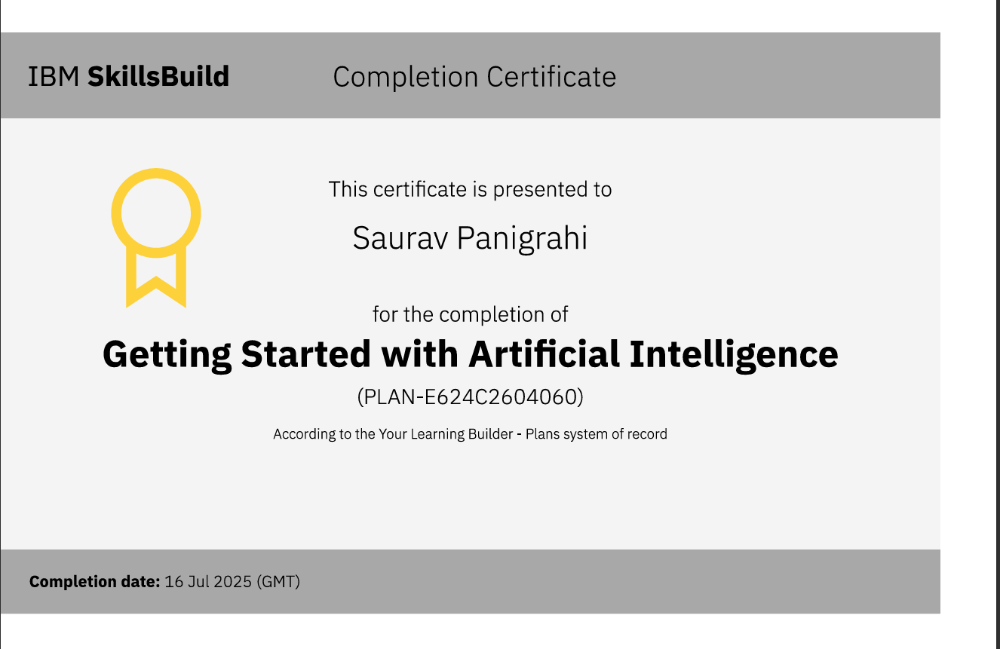 IBM SkillsBuild
Completion Certificate
This certificate is presented to
Saurav Panigrahi
for the completion of
Getting Started with Artificial Intelligence
(PLAN-E624C2604060)
According to the Your Learning Builder - Plans system of record
Completion date: 16 Jul 2025 (GMT)